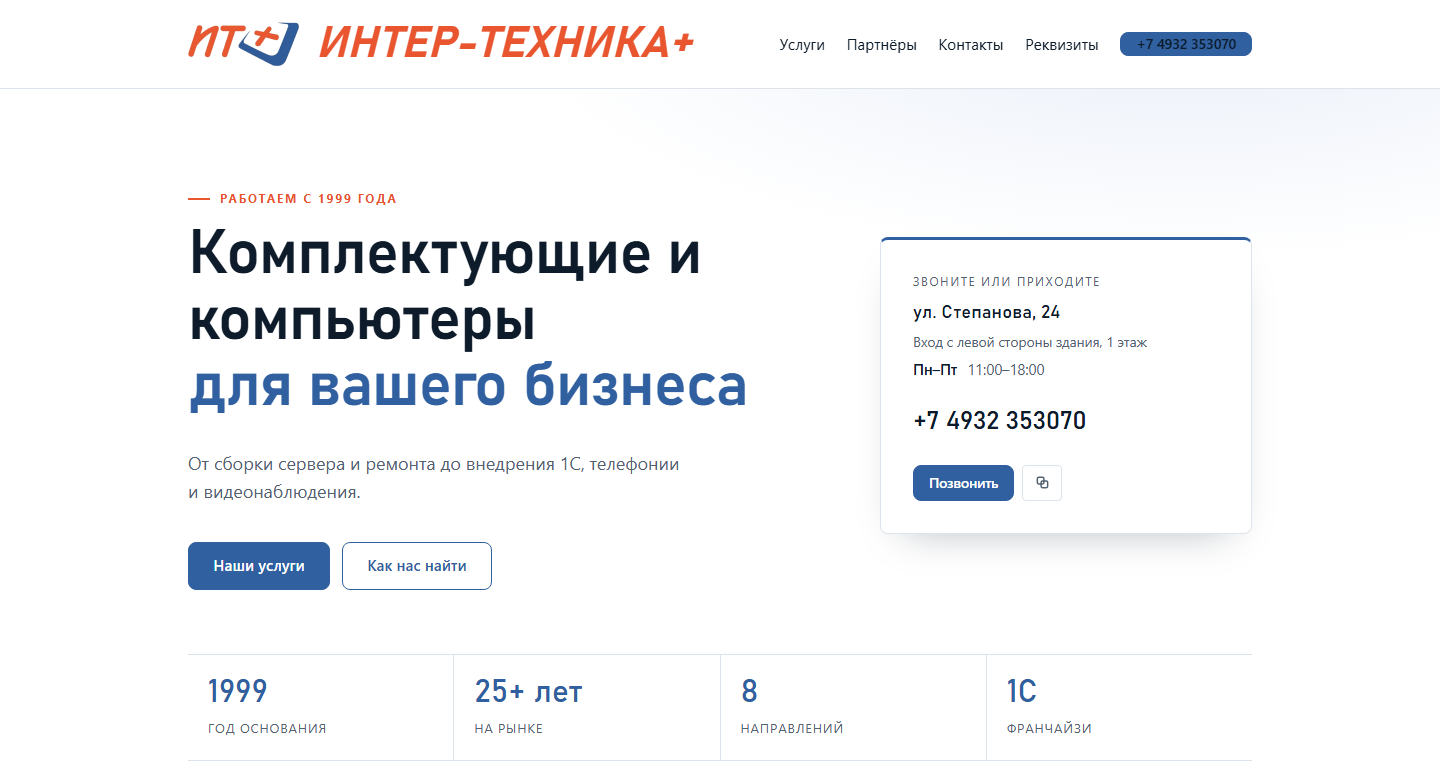 ИТ+ ИНТЕР-ТЕХНИКА+
Услуги Партнёры Контакты Реквизиты +7 4932 353070
РАБОТАЕМ С 1999 ГОДА
Комплектующие и
компьютеры
для вашего бизнеса
От сборки сервера и ремонта до внедрения 1С, телефонии
и видеонаблюдения.
Наши услуги Как нас найти
ЗВОНИТЕ ИЛИ ПРИХОДИТЕ
ул. Степанова, 24
Вход с левой стороны здания, 1 этаж
Пн–Пт 11:00–18:00
+7 4932 353070
Позвонить
1999
ГОД ОСНОВАНИЯ
25+ лет
НА РЫНКЕ
8
НАПРАВЛЕНИЙ
1С
ФРАНЧАЙЗИ